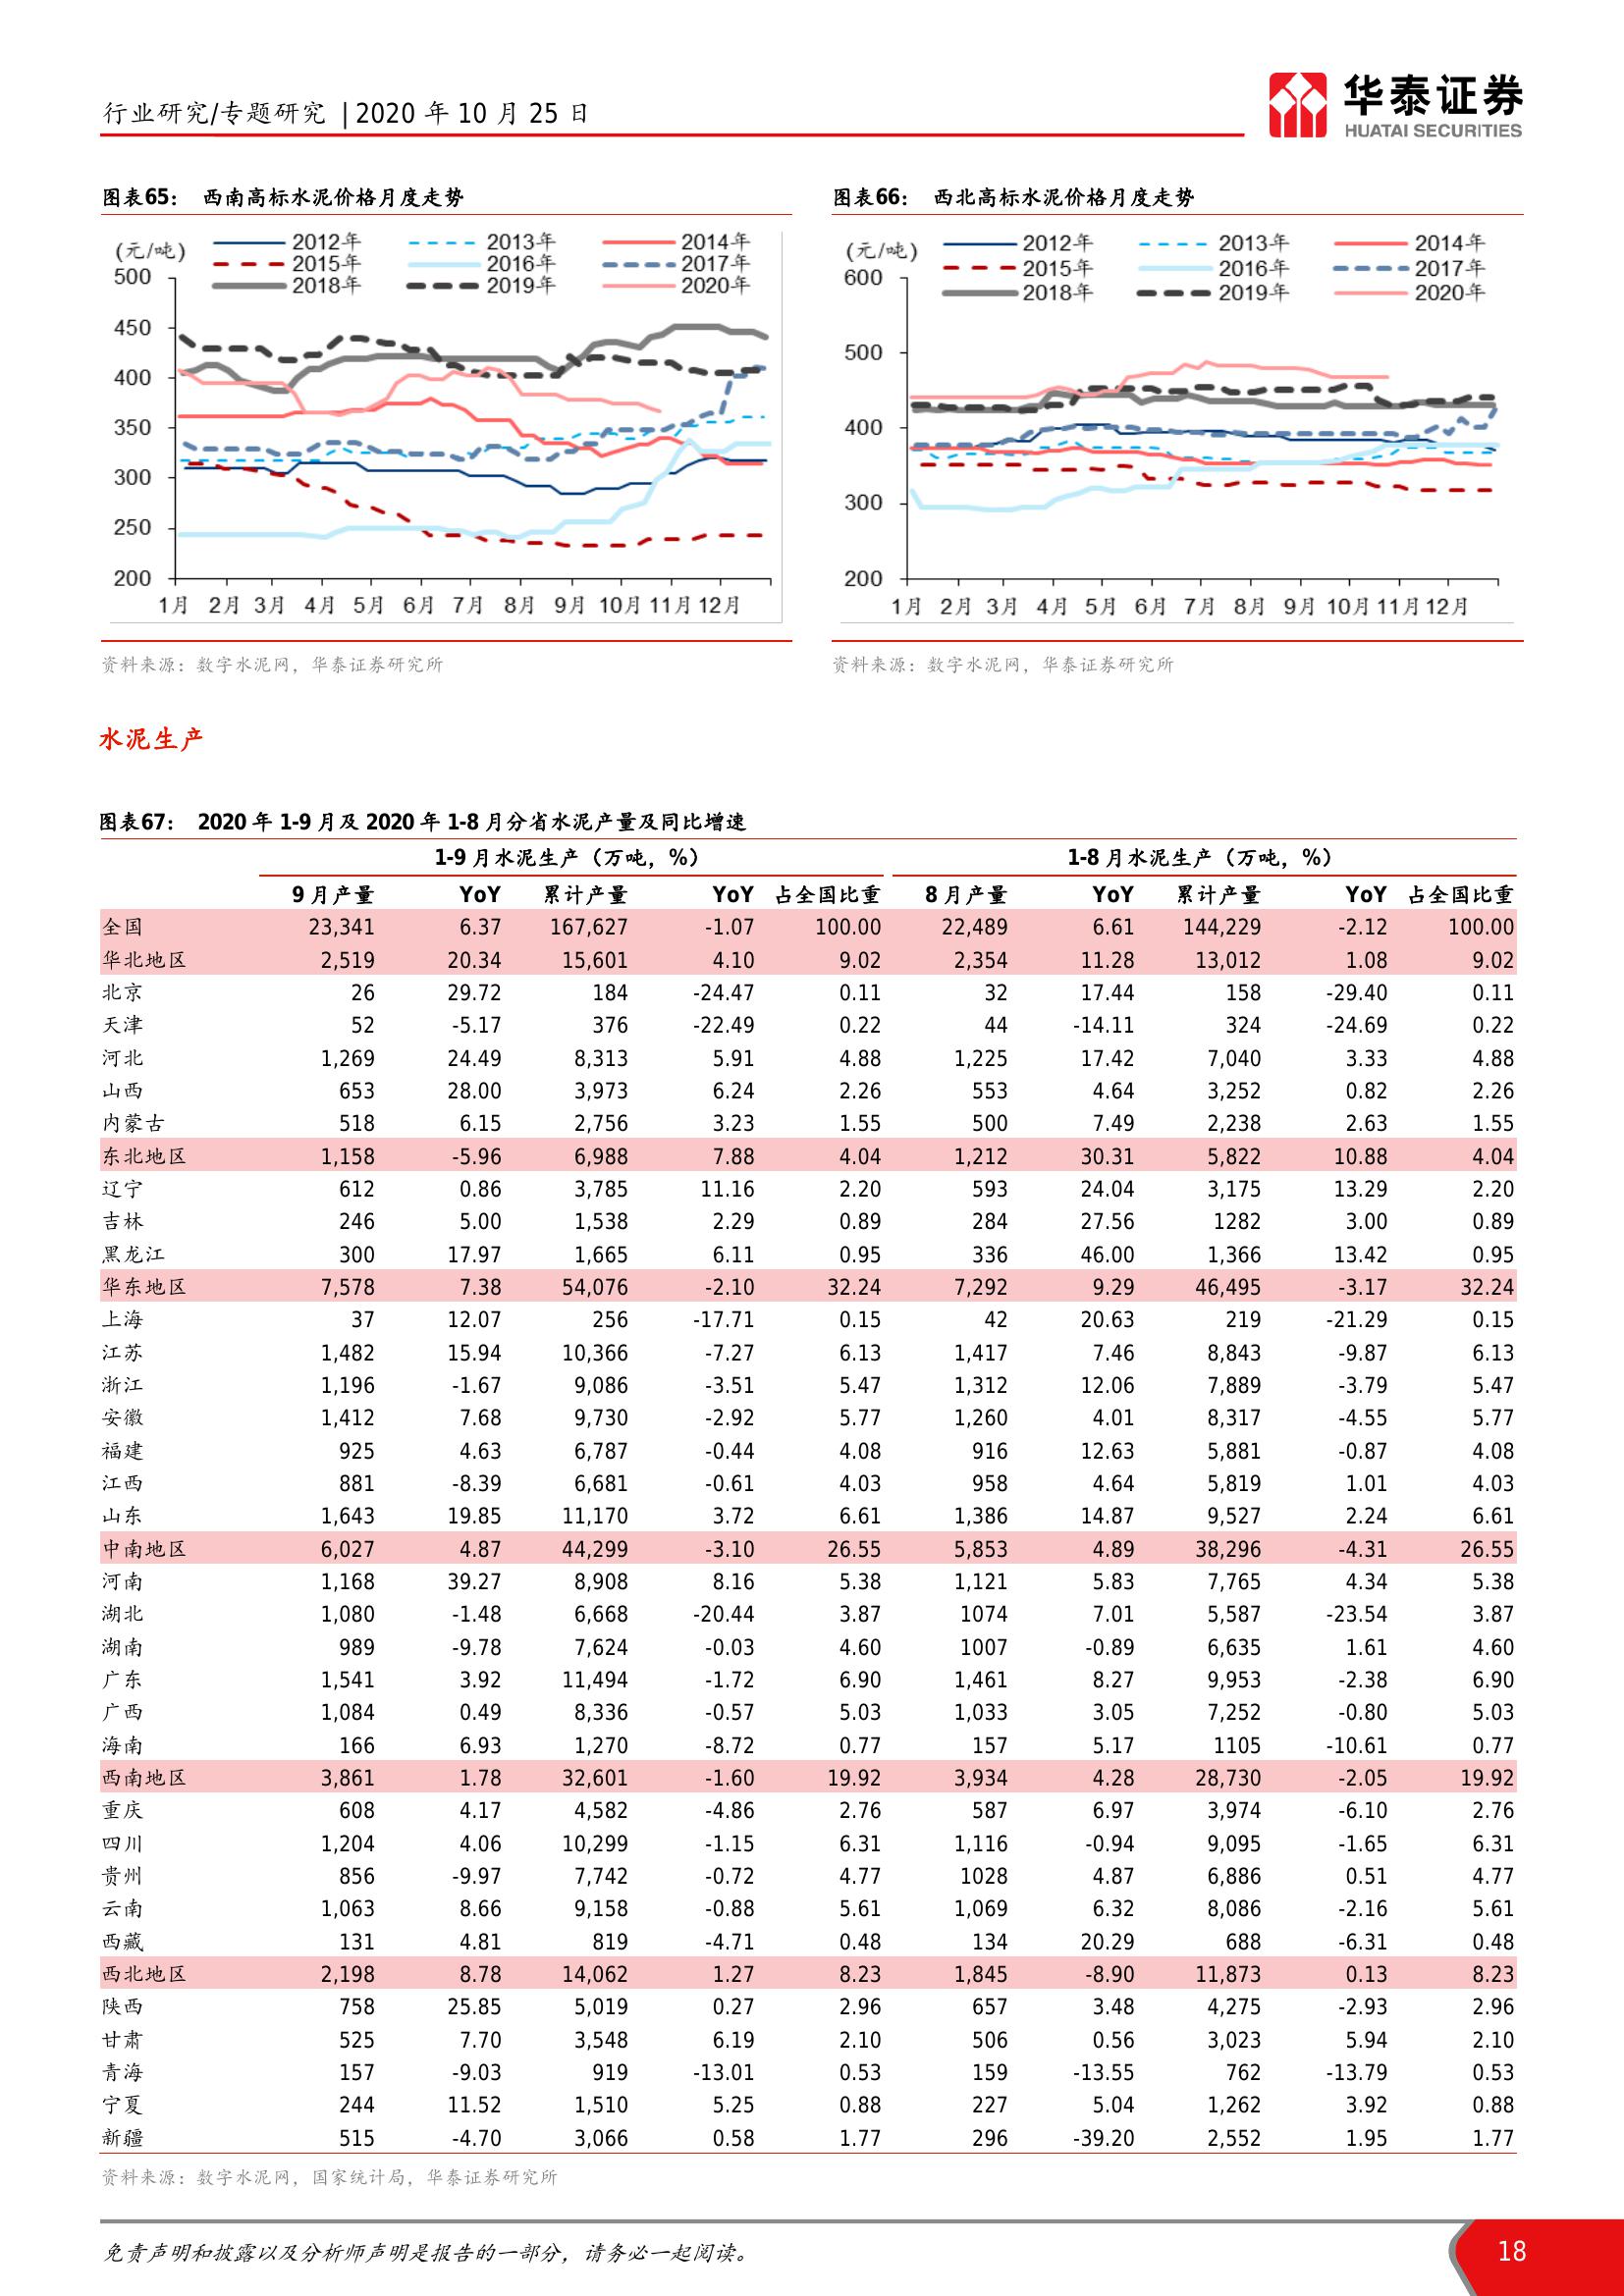 行业研究/专题研究 | 2020 年 10 月 25 日
华泰证券
HUATAI SECURITIES
图表65： 西南高标水泥价格月度走势
(元/吨)
2012年 2013年 2014年
2015年 2016年 2017年
2018年 2019年 2020年
500
450
400
350
300
250
200
1月 2月 3月 4月 5月 6月 7月 8月 9月 10月 11月 12月
资料来源：数字水泥网，华泰证券研究所
图表66： 西北高标水泥价格月度走势
(元/吨)
2012年 2013年 2014年
2015年 2016年 2017年
2018年 2019年 2020年
600
500
400
300
200
1月 2月 3月 4月 5月 6月 7月 8月 9月 10月 11月 12月
资料来源：数字水泥网，华泰证券研究所
水泥生产
图表67： 2020 年 1-9 月及 2020 年 1-8 月分省水泥产量及同比增速
1-9 月水泥生产（万吨，%） 1-8 月水泥生产（万吨，%）
9 月产量 YoY 累计产量 YoY 占全国比重 8 月产量 YoY 累计产量 YoY 占全国比重
全国 23,341 6.37 167,627 -1.07 100.00 22,489 6.61 144,229 -2.12 100.00
华北地区 2,519 20.34 15,601 4.10 9.02 2,354 11.28 13,012 1.08 9.02
北京 26 29.72 184 -24.47 0.11 32 17.44 158 -29.40 0.11
天津 52 -5.17 376 -22.49 0.22 44 -14.11 324 -24.69 0.22
河北 1,269 24.49 8,313 5.91 4.88 1,225 17.42 7,040 3.33 4.88
山西 653 28.00 3,973 6.24 2.26 553 4.64 3,252 0.82 2.26
内蒙古 518 6.15 2,756 3.23 1.55 500 7.49 2,238 2.63 1.55
东北地区 1,158 -5.96 6,988 7.88 4.04 1,212 30.31 5,822 10.88 4.04
辽宁 612 0.86 3,785 11.16 2.20 593 24.04 3,175 13.29 2.20
吉林 246 5.00 1,538 2.29 0.89 284 27.56 1282 3.00 0.89
黑龙江 300 17.97 1,665 6.11 0.95 336 46.00 1,366 13.42 0.95
华东地区 7,578 7.38 54,076 -2.10 32.24 7,292 9.29 46,495 -3.17 32.24
上海 37 12.07 256 -17.71 0.15 42 20.63 219 -21.29 0.15
江苏 1,482 15.94 10,366 -7.27 6.13 1,417 7.46 8,843 -9.87 6.13
浙江 1,196 -1.67 9,086 -3.51 5.47 1,312 12.06 7,889 -3.79 5.47
安徽 1,412 7.68 9,730 -2.92 5.77 1,260 4.01 8,317 -4.55 5.77
福建 925 4.63 6,787 -0.44 4.08 916 12.63 5,881 -0.87 4.08
江西 881 -8.39 6,681 -0.61 4.03 958 4.64 5,819 1.01 4.03
山东 1,643 19.85 11,170 3.72 6.61 1,386 14.87 9,527 2.24 6.61
中南地区 6,027 4.87 44,299 -3.10 26.55 5,853 4.89 38,296 -4.31 26.55
河南 1,168 39.27 8,908 8.16 5.38 1,121 5.83 7,765 4.34 5.38
湖北 1,080 -1.48 6,668 -20.44 3.87 1074 7.01 5,587 -23.54 3.87
湖南 989 -9.78 7,624 -0.03 4.60 1007 -0.89 6,635 1.61 4.60
广东 1,541 3.92 11,494 -1.72 6.90 1,461 8.27 9,953 -2.38 6.90
广西 1,084 0.49 8,336 -0.57 5.03 1,033 3.05 7,252 -0.80 5.03
海南 166 6.93 1,270 -8.72 0.77 157 5.17 1105 -10.61 0.77
西南地区 3,861 1.78 32,601 -1.60 19.92 3,934 4.28 28,730 -2.05 19.92
重庆 608 4.17 4,582 -4.86 2.76 587 6.97 3,974 -6.10 2.76
四川 1,204 4.06 10,299 -1.15 6.31 1,116 -0.94 9,095 -1.65 6.31
贵州 856 -9.97 7,742 -0.72 4.77 1028 4.87 6,886 0.51 4.77
云南 1,063 8.66 9,158 -0.88 5.61 1,069 6.32 8,086 -2.16 5.61
西藏 131 4.81 819 -4.71 0.48 134 20.29 688 -6.31 0.48
西北地区 2,198 8.78 14,062 1.27 8.23 1,845 -8.90 11,873 0.13 8.23
陕西 758 25.85 5,019 0.27 2.96 657 3.48 4,275 -2.93 2.96
甘肃 525 7.70 3,548 6.19 2.10 506 0.56 3,023 5.94 2.10
青海 157 -9.03 919 -13.01 0.53 159 -13.55 762 -13.79 0.53
宁夏 244 11.52 1,510 5.25 0.88 227 5.04 1,262 3.92 0.88
新疆 515 -4.70 3,066 0.58 1.77 296 -39.20 2,552 1.95 1.77
资料来源：数字水泥网，国家统计局，华泰证券研究所
免责声明和披露以及分析师声明是报告的一部分，请务必一起阅读。
18